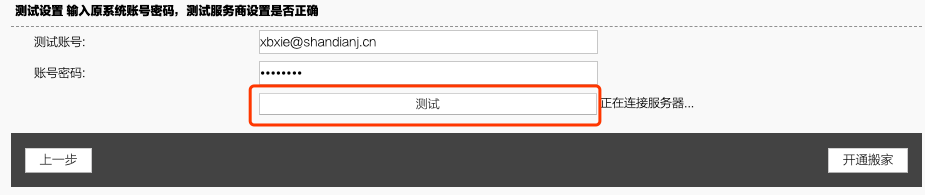 测试设置 输入原系统账号密码，测试服务商设置是否正确
测试账号:
xbxie@shandianj.cn
账号密码:
••••••••
测试
正在连接服务器...
上一步
开通搬家